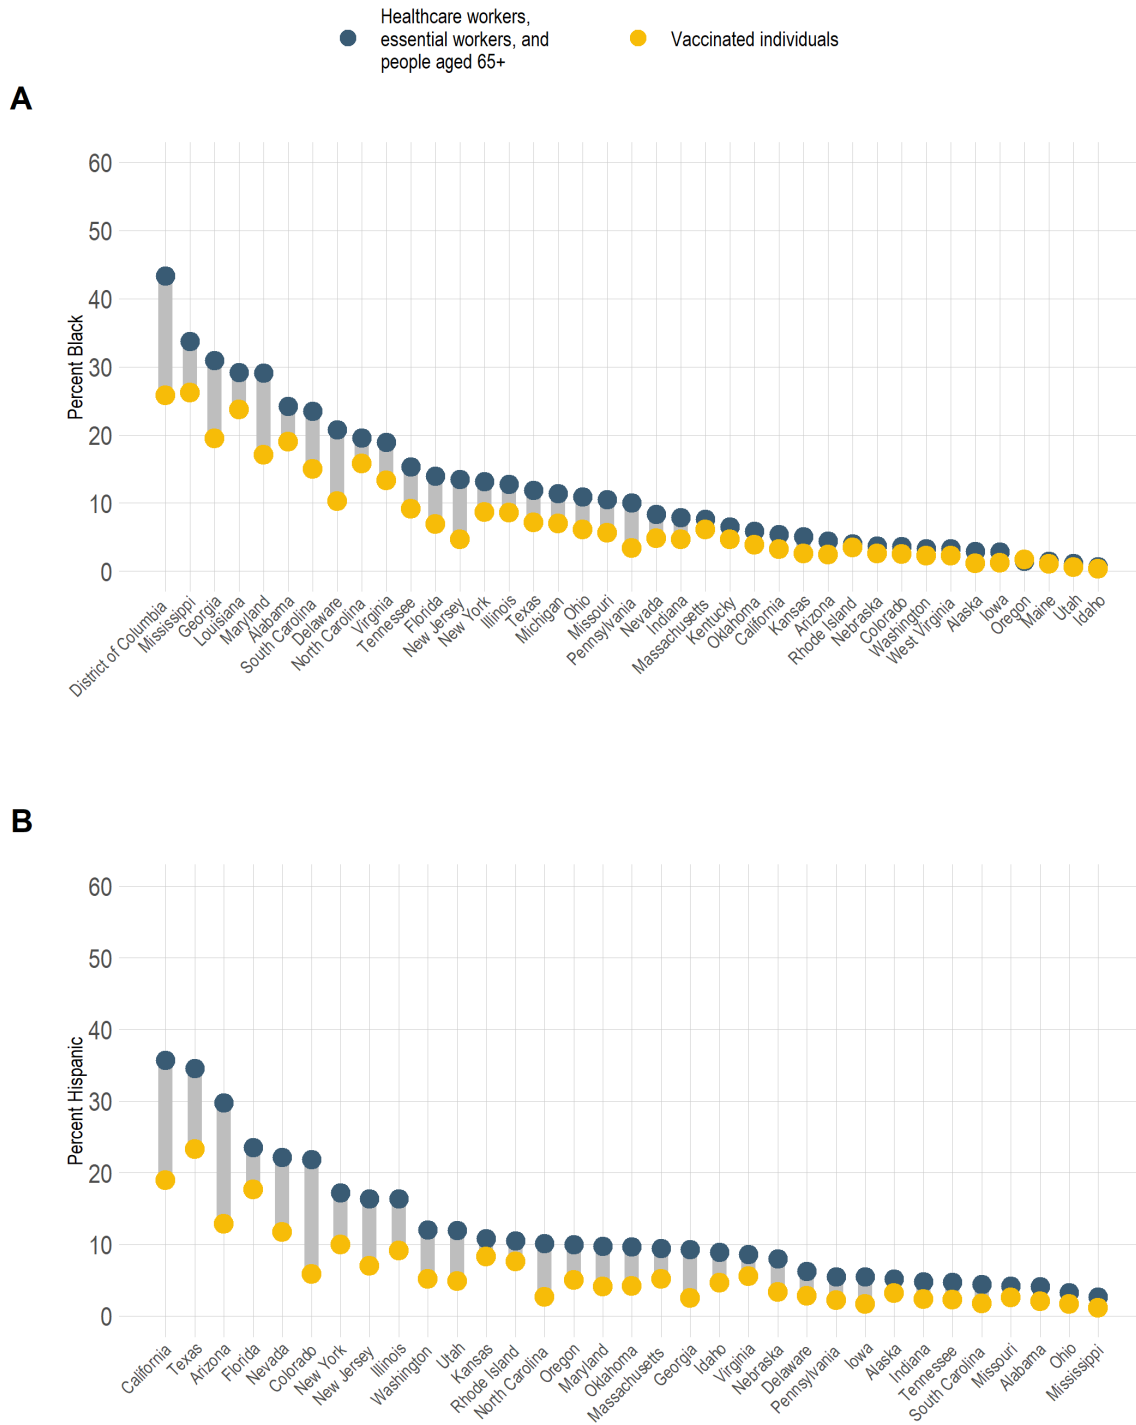 Healthcare workers,
essential workers, and
people aged 65+
Vaccinated individuals
A
Percent Black
60
50
40
30
20
10
0
District of Columbia
Mississippi
Georgia
Louisiana
Maryland
Alabama
South Carolina
Delaware
North Carolina
Virginia
Tennessee
Florida
New Jersey
New York
Illinois
Texas
Michigan
Ohio
Missouri
Pennsylvania
Nevada
Indiana
Massachusetts
Kentucky
Oklahoma
California
Kansas
Arizona
Rhode Island
Nebraska
Colorado
Washington
West Virginia
Alaska
Iowa
Oregon
Maine
Utah
Idaho
B
Percent Hispanic
60
50
40
30
20
10
0
California
Texas
Arizona
Florida
Nevada
Colorado
New York
New Jersey
Illinois
Washington
Utah
Kansas
Rhode Island
North Carolina
Oregon
Maryland
Oklahoma
Massachusetts
Georgia
Idaho
Virginia
Nebraska
Delaware
Pennsylvania
Iowa
Alaska
Indiana
Tennessee
South Carolina
Missouri
Alabama
Ohio
Mississippi